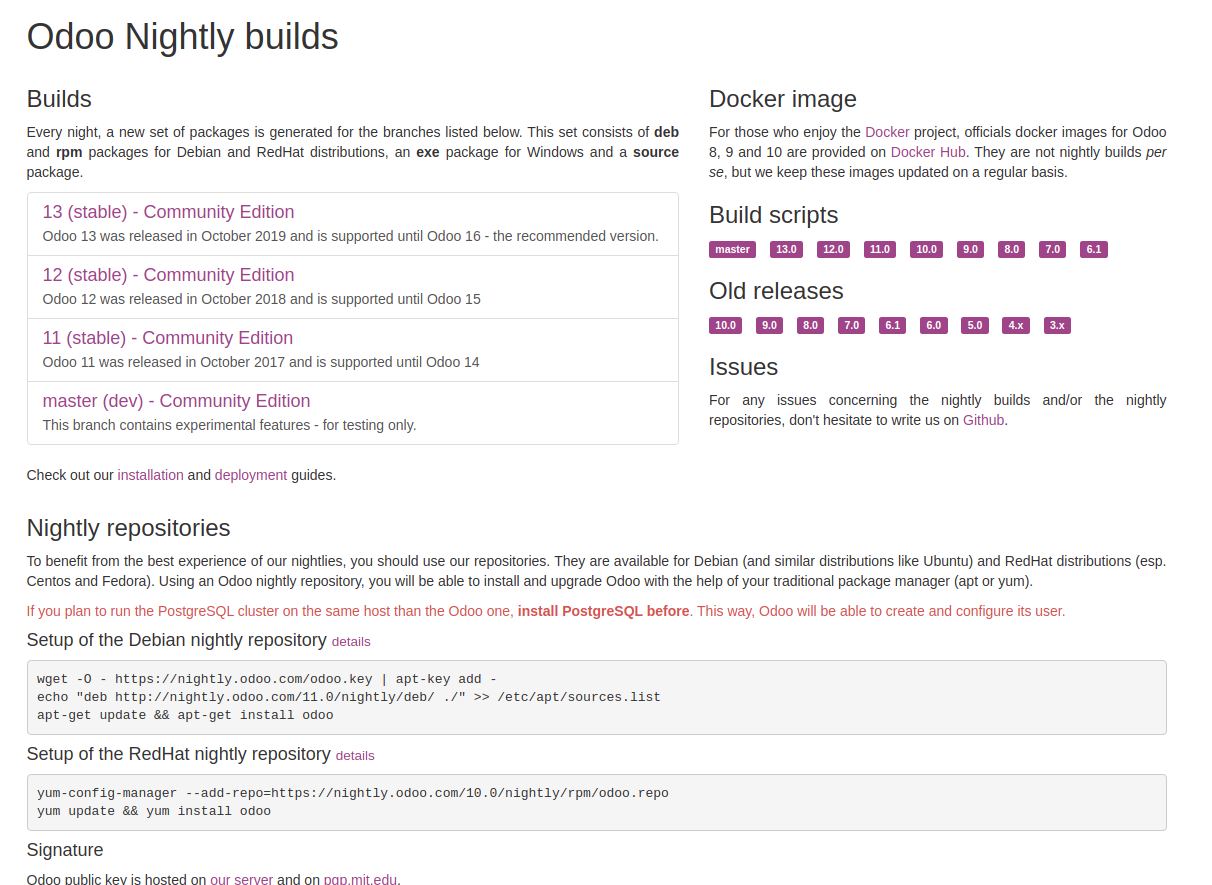 Odoo Nightly builds
Builds
Every night, a new set of packages is generated for the branches listed below. This set consists of deb
and rpm packages for Debian and RedHat distributions, an exe package for Windows and a source
package.
13 (stable) - Community Edition
Odoo 13 was released in October 2019 and is supported until Odoo 16 - the recommended version.
12 (stable) - Community Edition
Odoo 12 was released in October 2018 and is supported until Odoo 15
11 (stable) - Community Edition
Odoo 11 was released in October 2017 and is supported until Odoo 14
master (dev) - Community Edition
This branch contains experimental features - for testing only.
Check out our installation and deployment guides.
Docker image
For those who enjoy the Docker project, officials docker images for Odoo
8, 9 and 10 are provided on Docker Hub. They are not nightly builds per
se, but we keep these images updated on a regular basis.
Build scripts
master 13.0 12.0 11.0 10.0 9.0 8.0 7.0 6.1
Old releases
10.0 9.0 8.0 7.0 6.1 6.0 5.0 4.x 3.x
Issues
For any issues concerning the nightly builds and/or the nightly
repositories, don't hesitate to write us on Github.
Nightly repositories
To benefit from the best experience of our nightlies, you should use our repositories. They are available for Debian (and similar distributions like Ubuntu) and RedHat distributions (esp.
Centos and Fedora). Using an Odoo nightly repository, you will be able to install and upgrade Odoo with the help of your traditional package manager (apt or yum).
If you plan to run the PostgreSQL cluster on the same host than the Odoo one, install PostgreSQL before. This way, Odoo will be able to create and configure its user.
Setup of the Debian nightly repository details
wget -O - https://nightly.odoo.com/odoo.key | apt-key add -
echo "deb http://nightly.odoo.com/11.0/nightly/deb/ ./" >> /etc/apt/sources.list
apt-get update && apt-get install odoo
Setup of the RedHat nightly repository details
yum-config-manager --add-repo=https://nightly.odoo.com/10.0/nightly/rpm/odoo.repo
yum update && yum install odoo
Signature
Odoo public key is hosted on our server and on pgp.mit.edu.